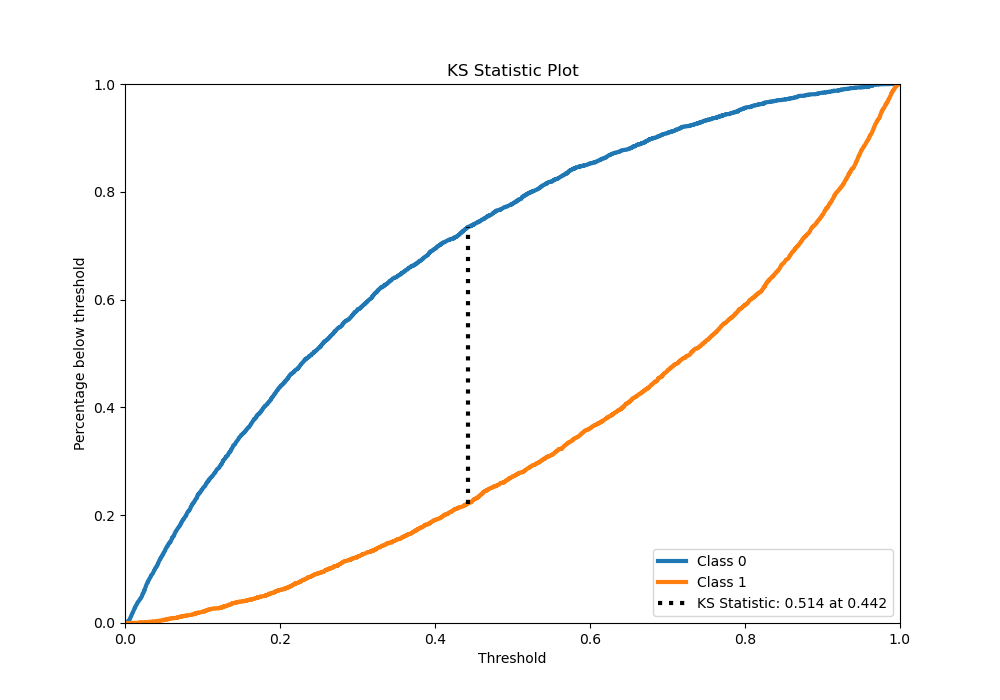 KS Statistic Plot
1.0
0.8
0.6
0.4
0.2
0.0
Percentage below threshold
0.0 0.2 0.4 0.6 0.8 1.0
Threshold
Class 0
Class 1
KS Statistic: 0.514 at 0.442